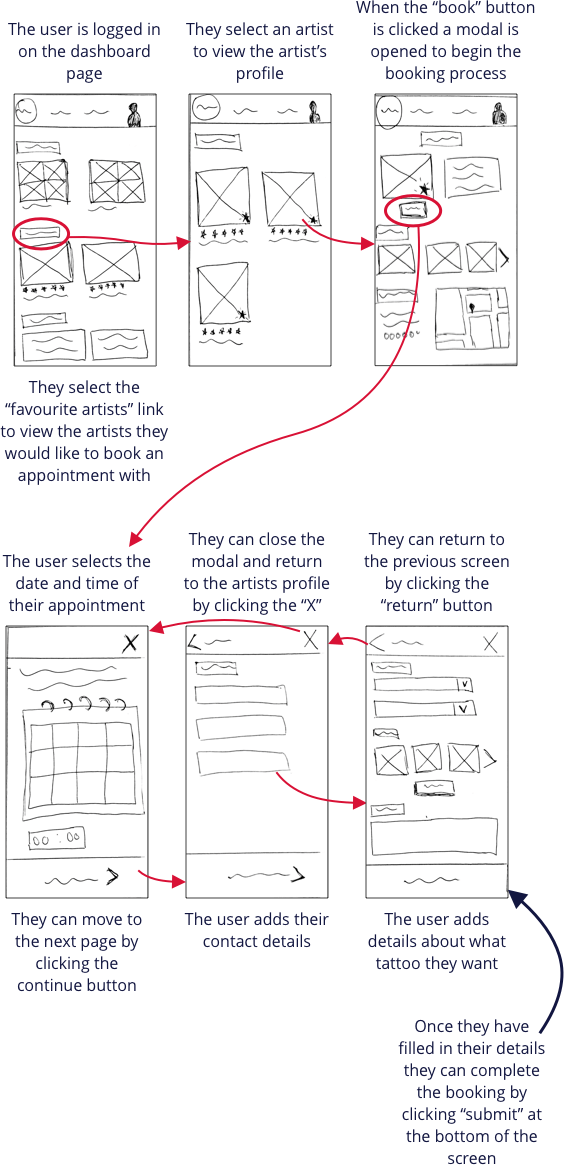 The user is logged in
on the dashboard
page
They select an artist
to view the artist’s
profile
When the “book” button
is clicked a modal is
opened to begin the
booking process
They select the
“favourite artists” link
to view the artists they
would like to book an
appointment with
The user selects the
date and time of
their appointment
They can close the
modal and return
to the artists profile
by clicking the “X”
They can return to
the previous screen
by clicking the
“return” button
X
X
X
00 : 00
They can move to
the next page by
clicking the
continue button
The user adds their
contact details
The user adds
details about what
tattoo they want
Once they have
filled in their details
they can complete
the booking by
clicking “submit” at
the bottom of the
screen